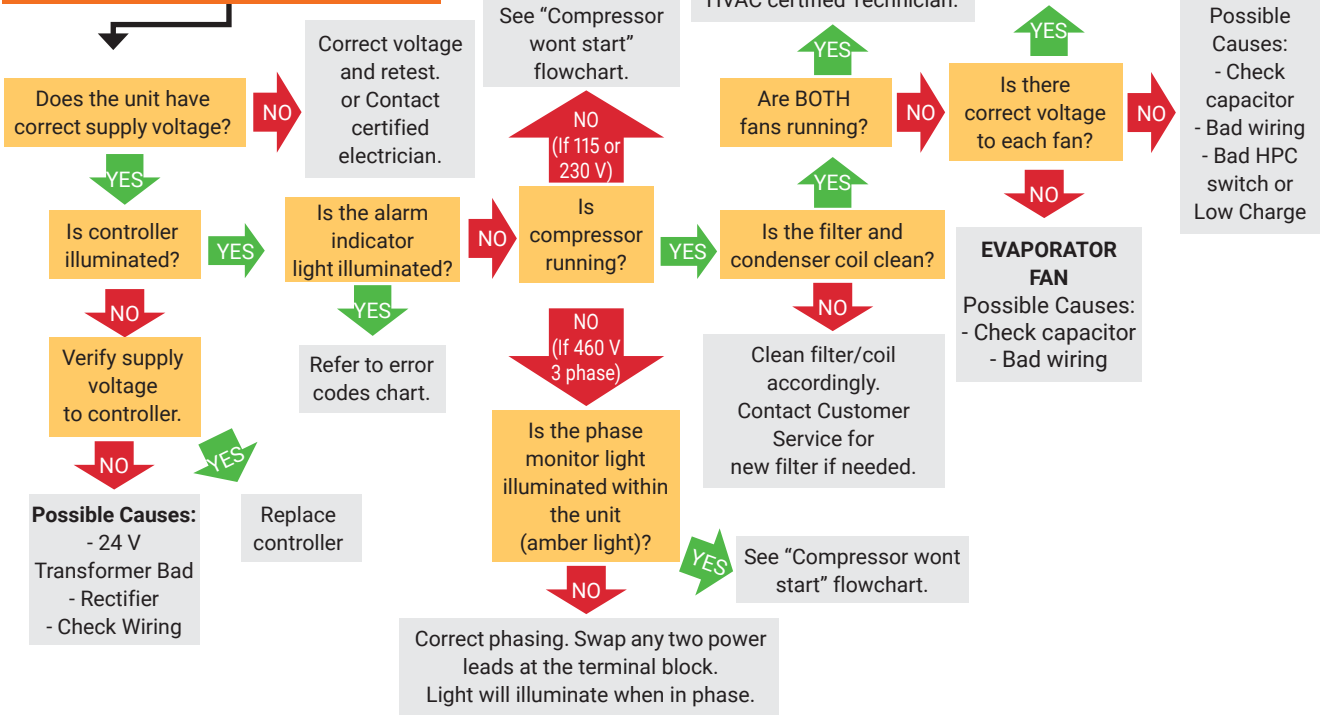 HVAC certified Technician.
See “Compressor
wont start”
flowchart.
Correct voltage
and retest.
or Contact
certified
electrician.
Possible
Causes:
- Check
capacitor
- Bad wiring
- Bad HPC
switch or
Low Charge
YES
YES
Does the unit have
correct supply voltage?
NO
NO
(If 115 or
230 V)
Are BOTH
fans running?
NO
Is there
correct voltage
to each fan?
NO
YES
YES
NO
Is controller
illuminated?
YES
Is the alarm
indicator
light illuminated?
NO
Is
compressor
running?
YES
Is the filter and
condenser coil clean?
EVAPORATOR
FAN
Possible Causes:
- Check capacitor
- Bad wiring
NO
YES
NO
(If 460 V
3 phase)
NO
Verify supply
voltage
to controller.
Refer to error
codes chart.
Clean filter/coil
accordingly.
Contact Customer
Service for
new filter if needed.
NO
YES
Is the phase
monitor light
illuminated within
the unit
(amber light)?
Possible Causes:
- 24 V
Transformer Bad
- Rectifier
- Check Wiring
Replace
controller
YES
See “Compressor wont
start” flowchart.
NO
Correct phasing. Swap any two power
leads at the terminal block.
Light will illuminate when in phase.